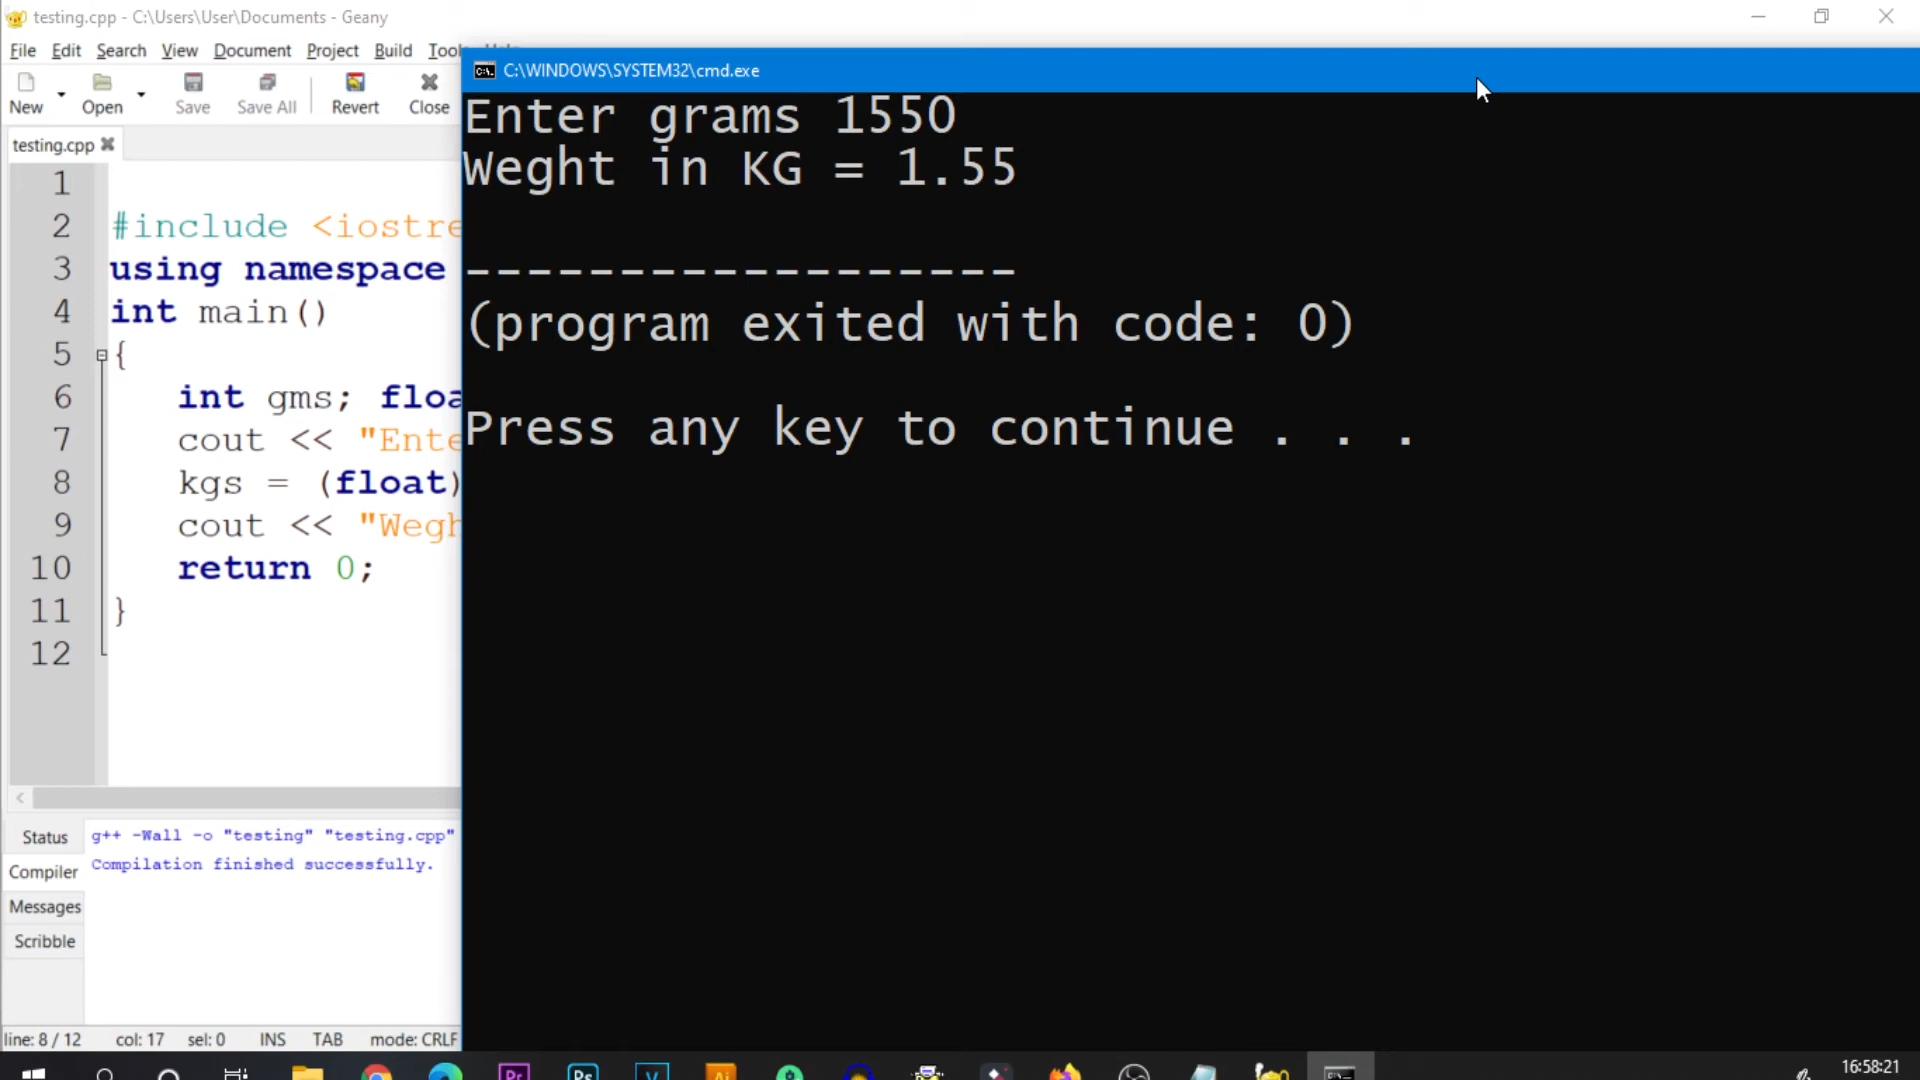 testing.cpp - C:\Users\User\Documents - Geany
File Edit Search View Document Project Build
New Open Save Save All Revert Close
testing.cpp
1
2 #include <iostre
3 using namespace
4 int main()
5 {
6 int gms; floa
7 cout << "Ente
8 kgs = (float)
9 cout << "Wegh
10 return 0;
11 }
12
C:\WINDOWS\SYSTEM32\cmd.exe
Enter grams 1550
Weght in KG = 1.55
------------------
(program exited with code: 0)
Press any key to continue . . .
Status
Compiler
Messages
Scribble
g++ -Wall -o "testing" "testing.cpp"
Compilation finished successfully.
line: 8 / 12 col: 17 sel: 0 INS TAB mode: CRLF
Pr Ps V Ai
16:58:21